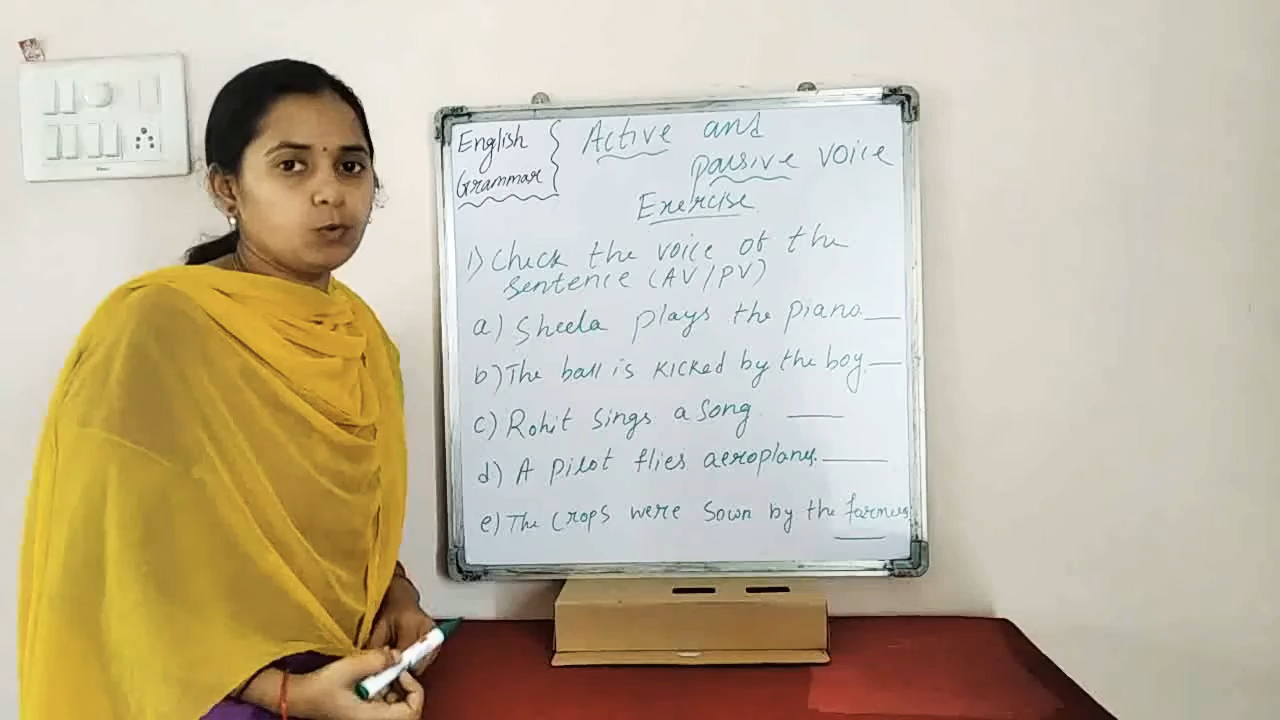 English
Grammar
Active and
passive voice
Exercise
1) Check the voice of the
sentence (AV/PV)
a) Sheela plays the piano.
b) The ball is kicked by the boy.
c) Rohit sings a song.
d) A pilot flies aeroplanes.
e) The crops were sown by the farmers.